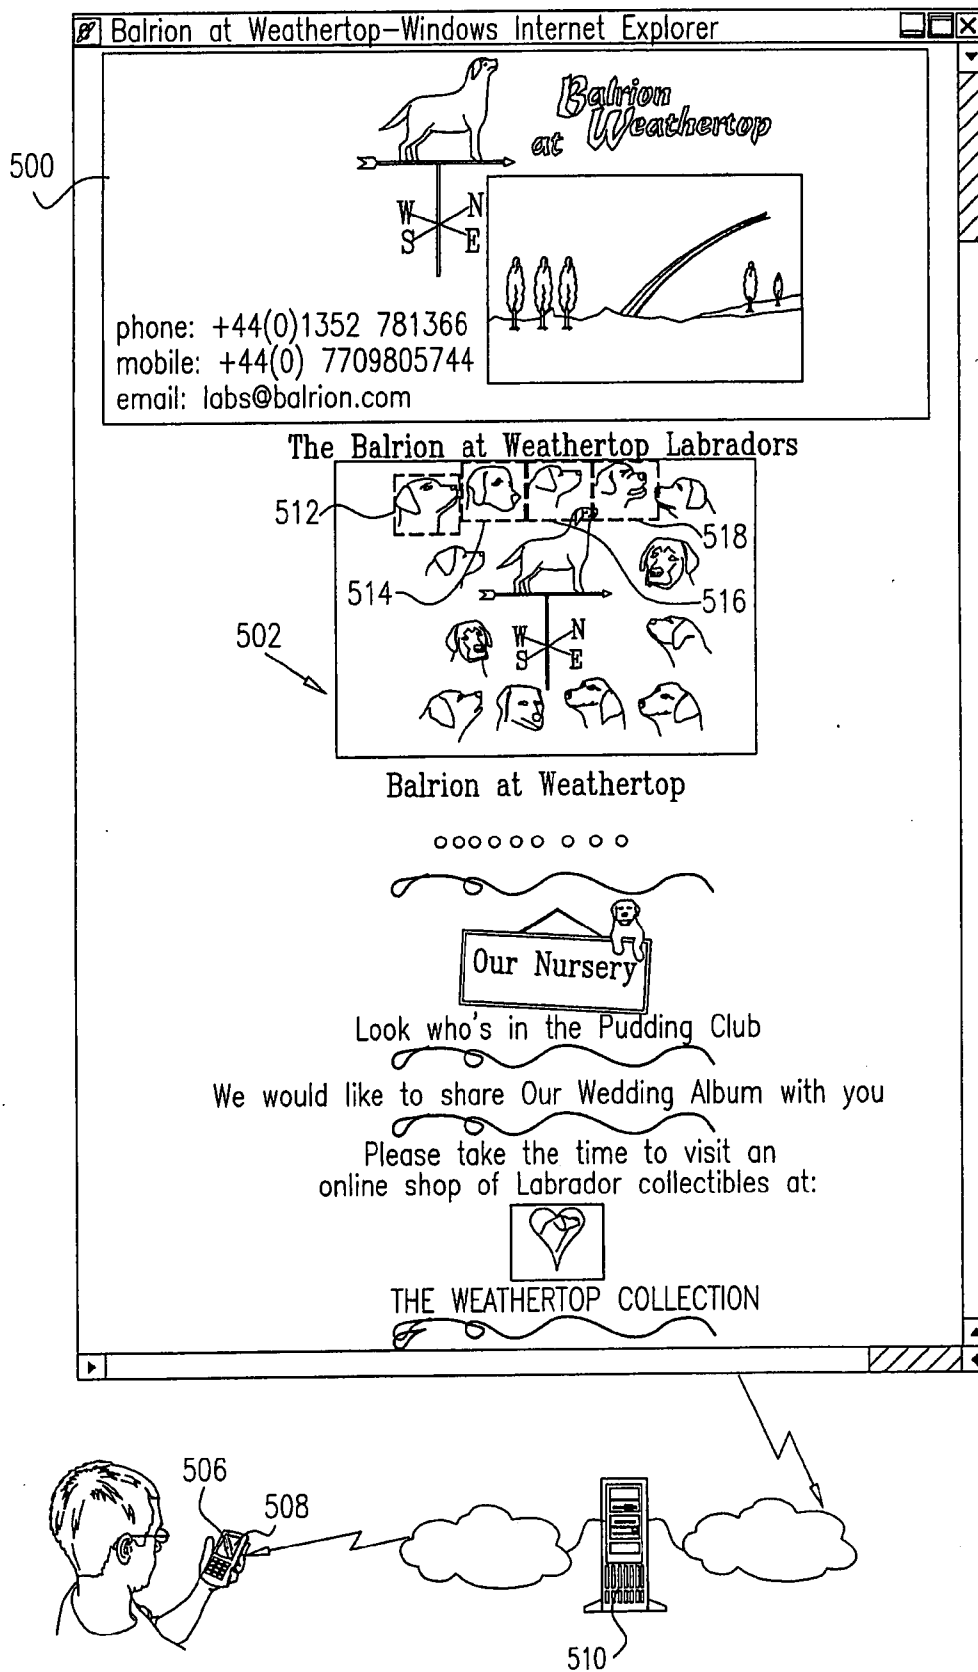 Balrion at Weathertop-Windows Internet Explorer
Balrion
at Weathertop
500
W N
S E
phone: +44(0)1352 781366
mobile: +44(0) 7709805744
email: labs@balrion.com
The Balrion at Weathertop Labradors
512
518
514
516
502
W N
S E
Balrion at Weathertop
Our Nursery
Look who's in the Pudding Club
We would like to share Our Wedding Album with you
Please take the time to visit an
online shop of Labrador collectibles at:
THE WEATHERTOP COLLECTION
506
508
510